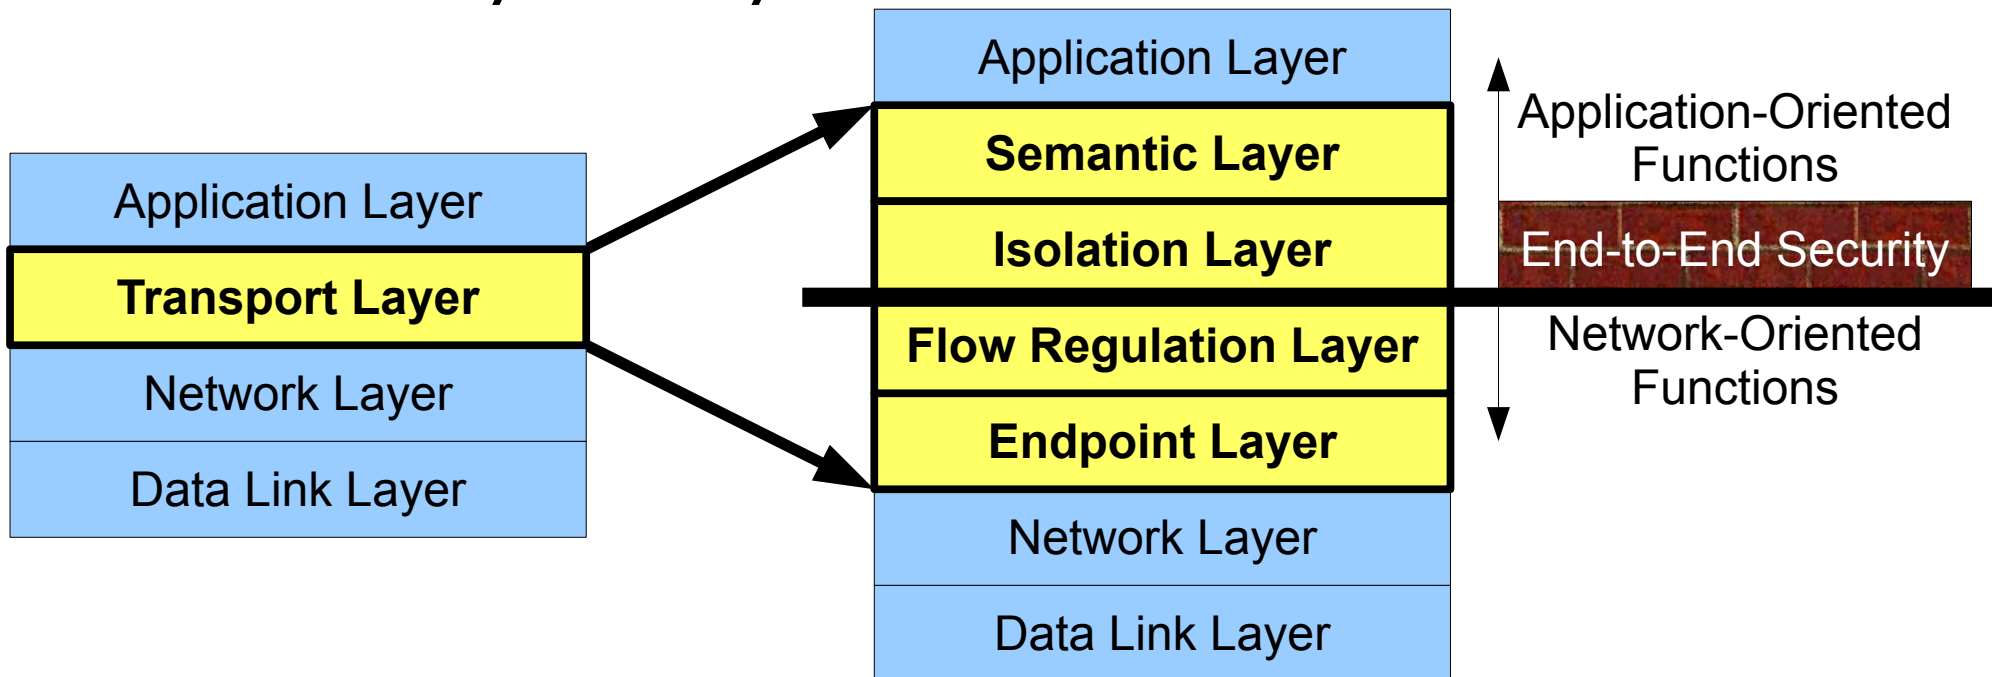 Application Layer
Transport Layer
Network Layer
Data Link Layer
Application Layer
Semantic Layer
Isolation Layer
Flow Regulation Layer
Endpoint Layer
Network Layer
Data Link Layer
Application-Oriented
Functions
End-to-End Security
Network-Oriented
Functions